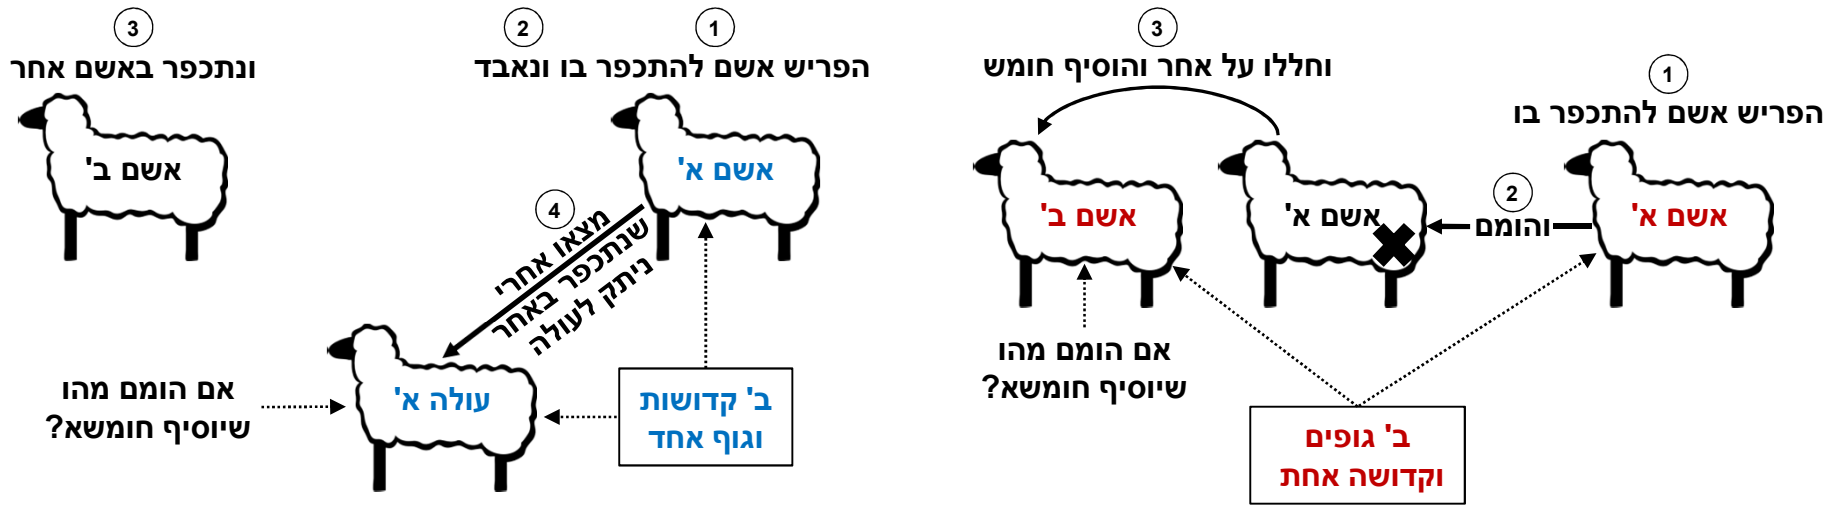 1
הפריש אשם להתכפר בו
אשם א'
2
והומם
אשם א'
3
וחללו על אחר והוסיף חומש
אשם ב'
אם הומם מהו
שיוסיף חומשא?
ב' גופים
וקדושה אחת
1
2
הפריש אשם להתכפר בו ונאבד
אשם א'
3
ונתכפר באשם אחר
אשם ב'
4
מצאו אחרי
שנתכפר באחר
ניתק לעולה
עולה א'
ב' קדושות
וגוף אחד
אם הומם מהו
שיוסיף חומשא?